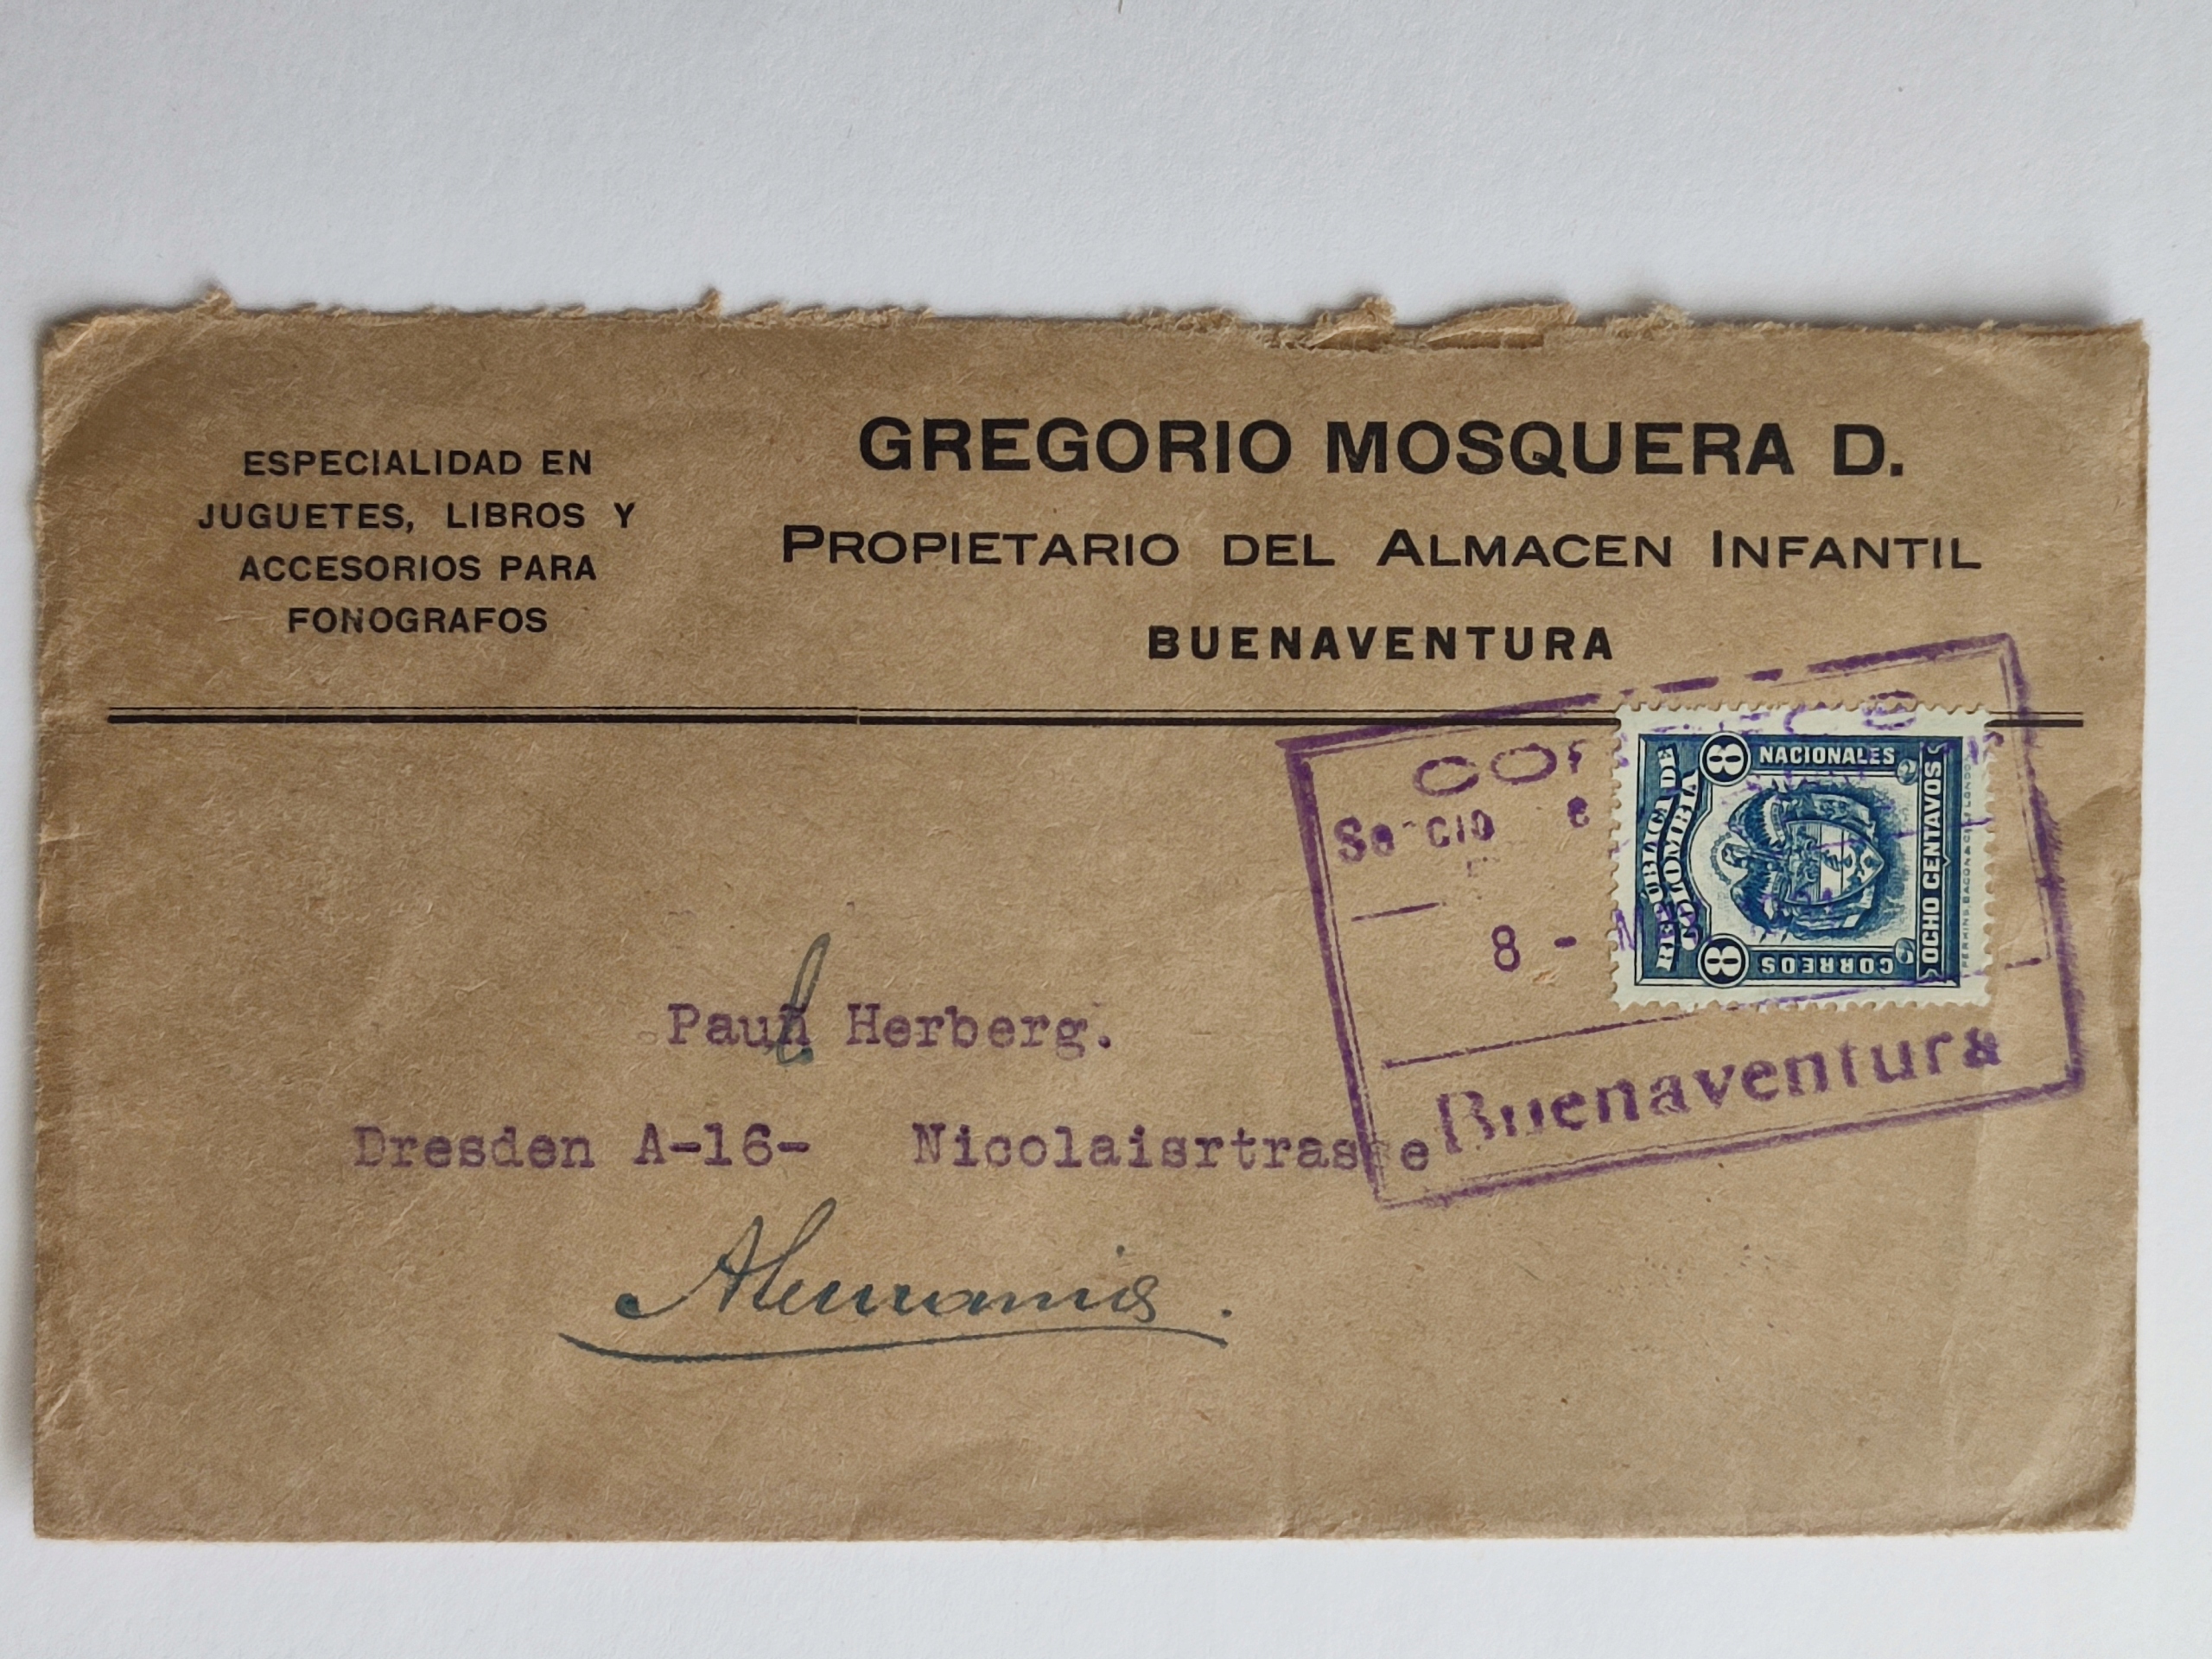 ESPECIALIDAD EN
JUGUETES, LIBROS Y
ACCESORIOS PARA
FONOGRAFOS
GREGORIO MOSQUERA D.
PROPIETARIO DEL ALMACEN INFANTIL
BUENAVENTURA
REPÚBLICA DE
COLOMBIA
8 NACIONALES
OCHO CENTAVOS
8 CORREOS
8 -
Buenaventura
Paul Herberg.
Dresden A-16- Nicolaisrtrasse
Alemania.